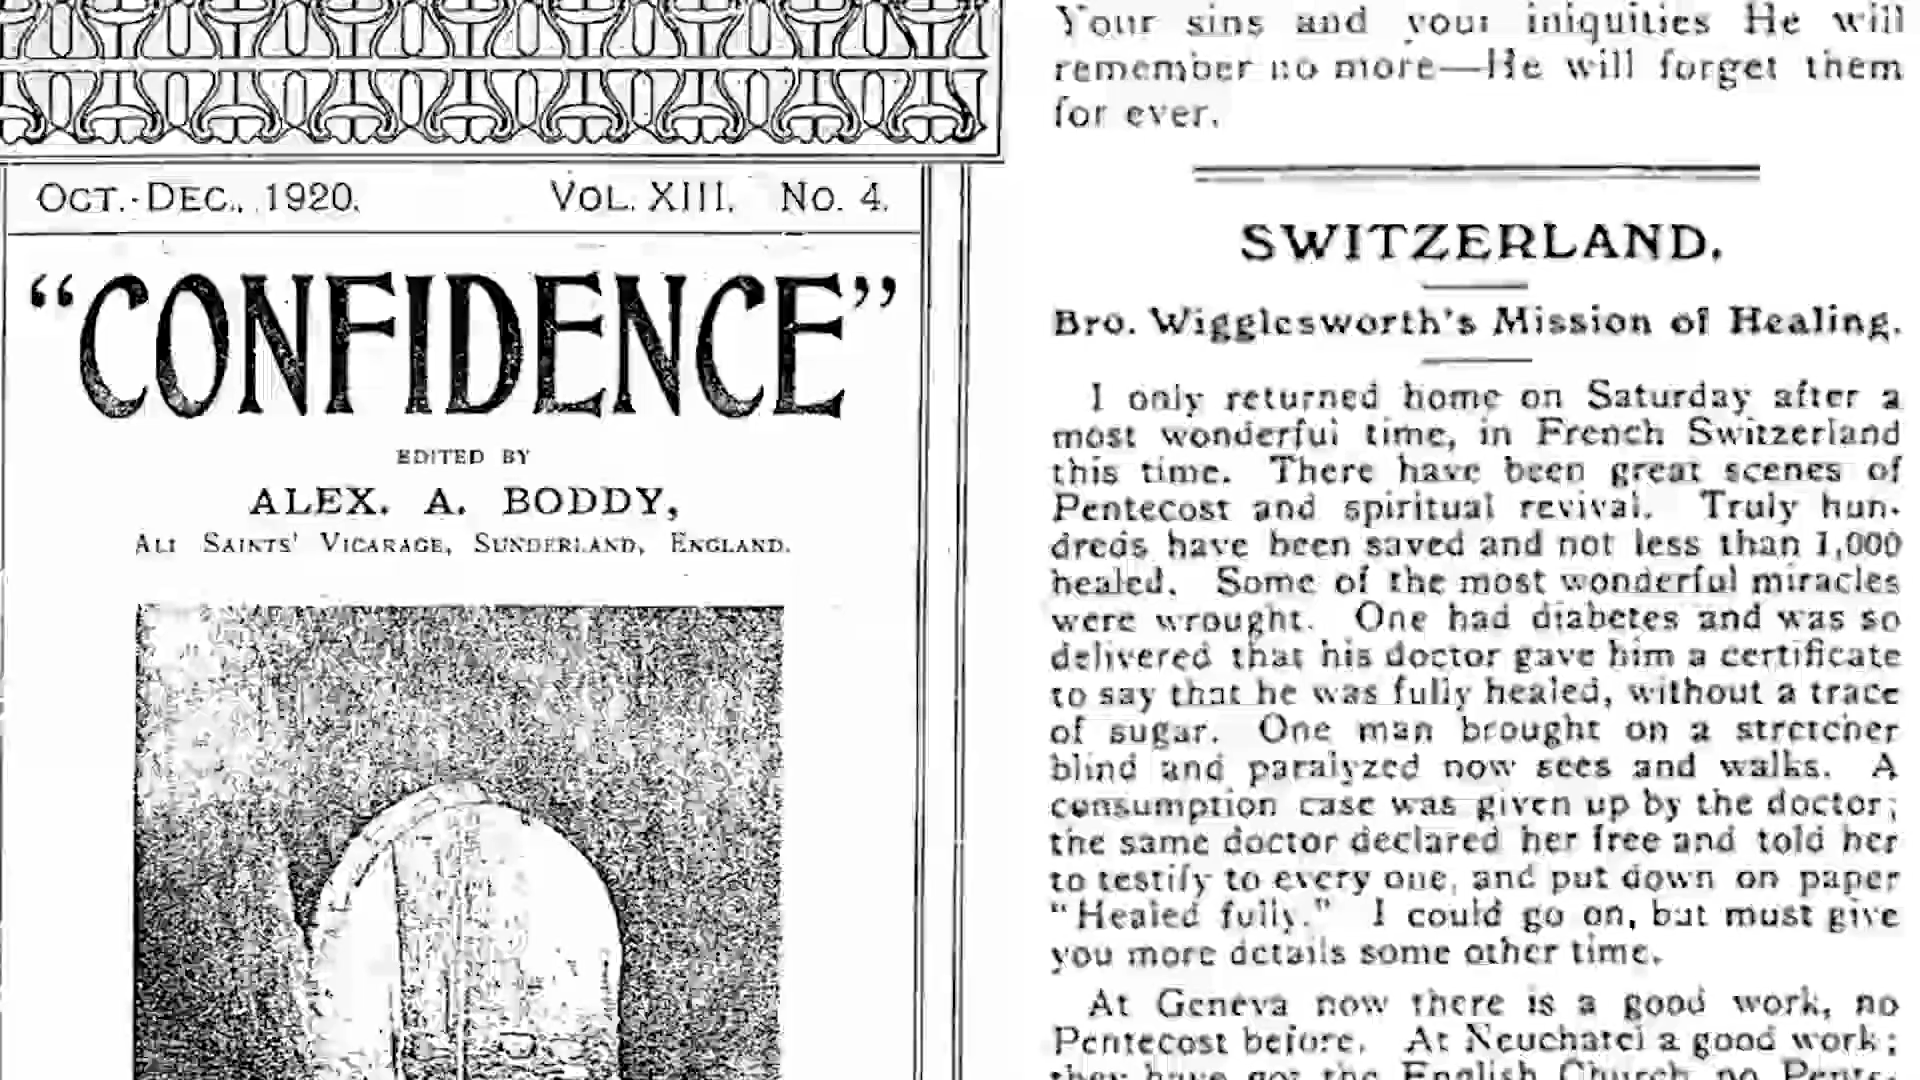 OCT.-DEC., 1920. VOL. XIII. No. 4.
“CONFIDENCE”
EDITED BY
ALEX. A. BODDY,
ALL SAINTS' VICARAGE, SUNDERLAND, ENGLAND.
Your sins and your iniquities He will
remember no more—He will forget them
for ever.
SWITZERLAND.
Bro. Wigglesworth's Mission of Healing.
I only returned home on Saturday after a
most wonderful time, in French Switzerland
this time. There have been great scenes of
Pentecost and spiritual revival. Truly hun-
dreds have been saved and not less than 1,000
healed. Some of the most wonderful miracles
were wrought. One had diabetes and was so
delivered that his doctor gave him a certificate
to say that he was fully healed, without a trace
of sugar. One man brought on a stretcher
blind and paralyzed now sees and walks. A
consumption case was given up by the doctor;
the same doctor declared her free and told her
to testify to every one, and put down on paper
“Healed fully.” I could go on, but must give
you more details some other time.
At Geneva now there is a good work, no
Pentecost before. At Neuchatel a good work;
they have got the English Church, no Pente-